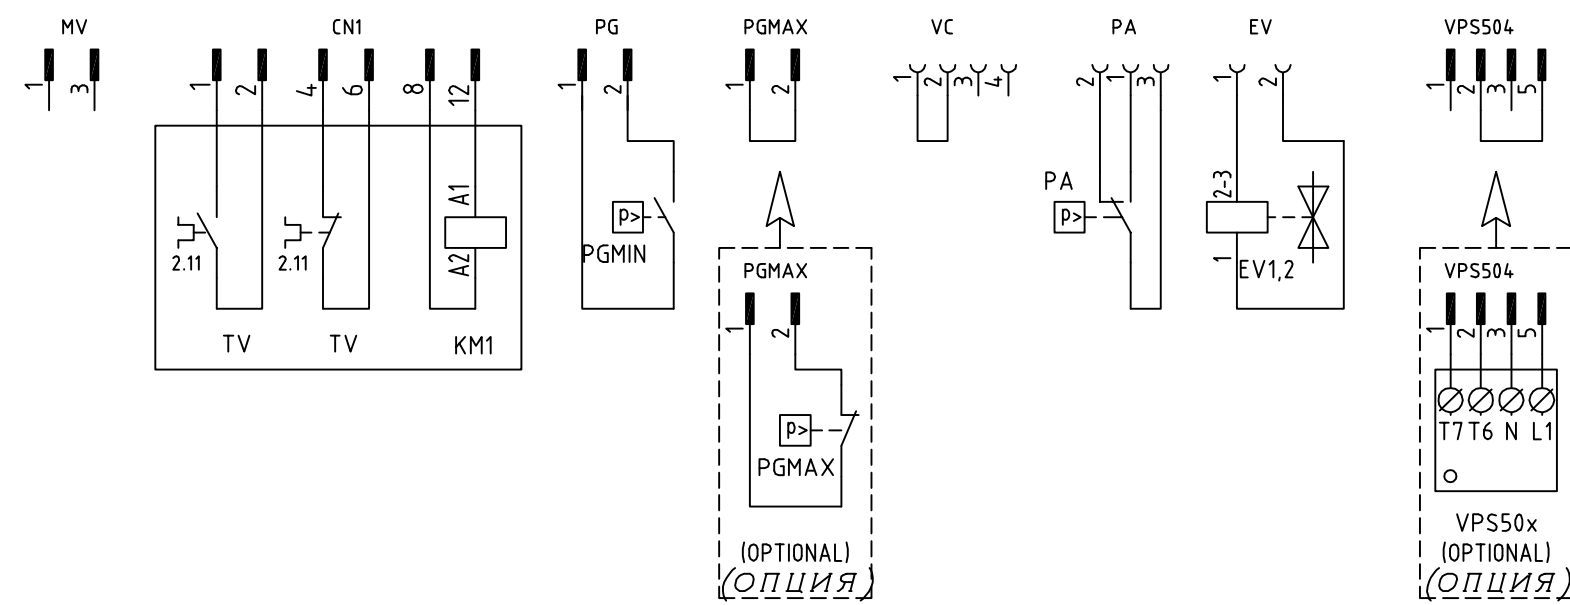 MV CN1 PG PGMAX VC PA EV VPS504
1 3 1 2 4 6 8 12 1 2 1 2 1 2 3 4 2 1 3 1 2 1 2 3 5
A1 PA 2-3
p> p>
2.11 2.11 A2 PGMIN 1 EV1,2
PGMAX VPS504
1 2 1 2 3 5
TV TV KM1
p> T7 T6 N L1
PGMAX
VPS50x
(OPTIONAL) (OPTIONAL)
(ОПЦИЯ) (ОПЦИЯ)